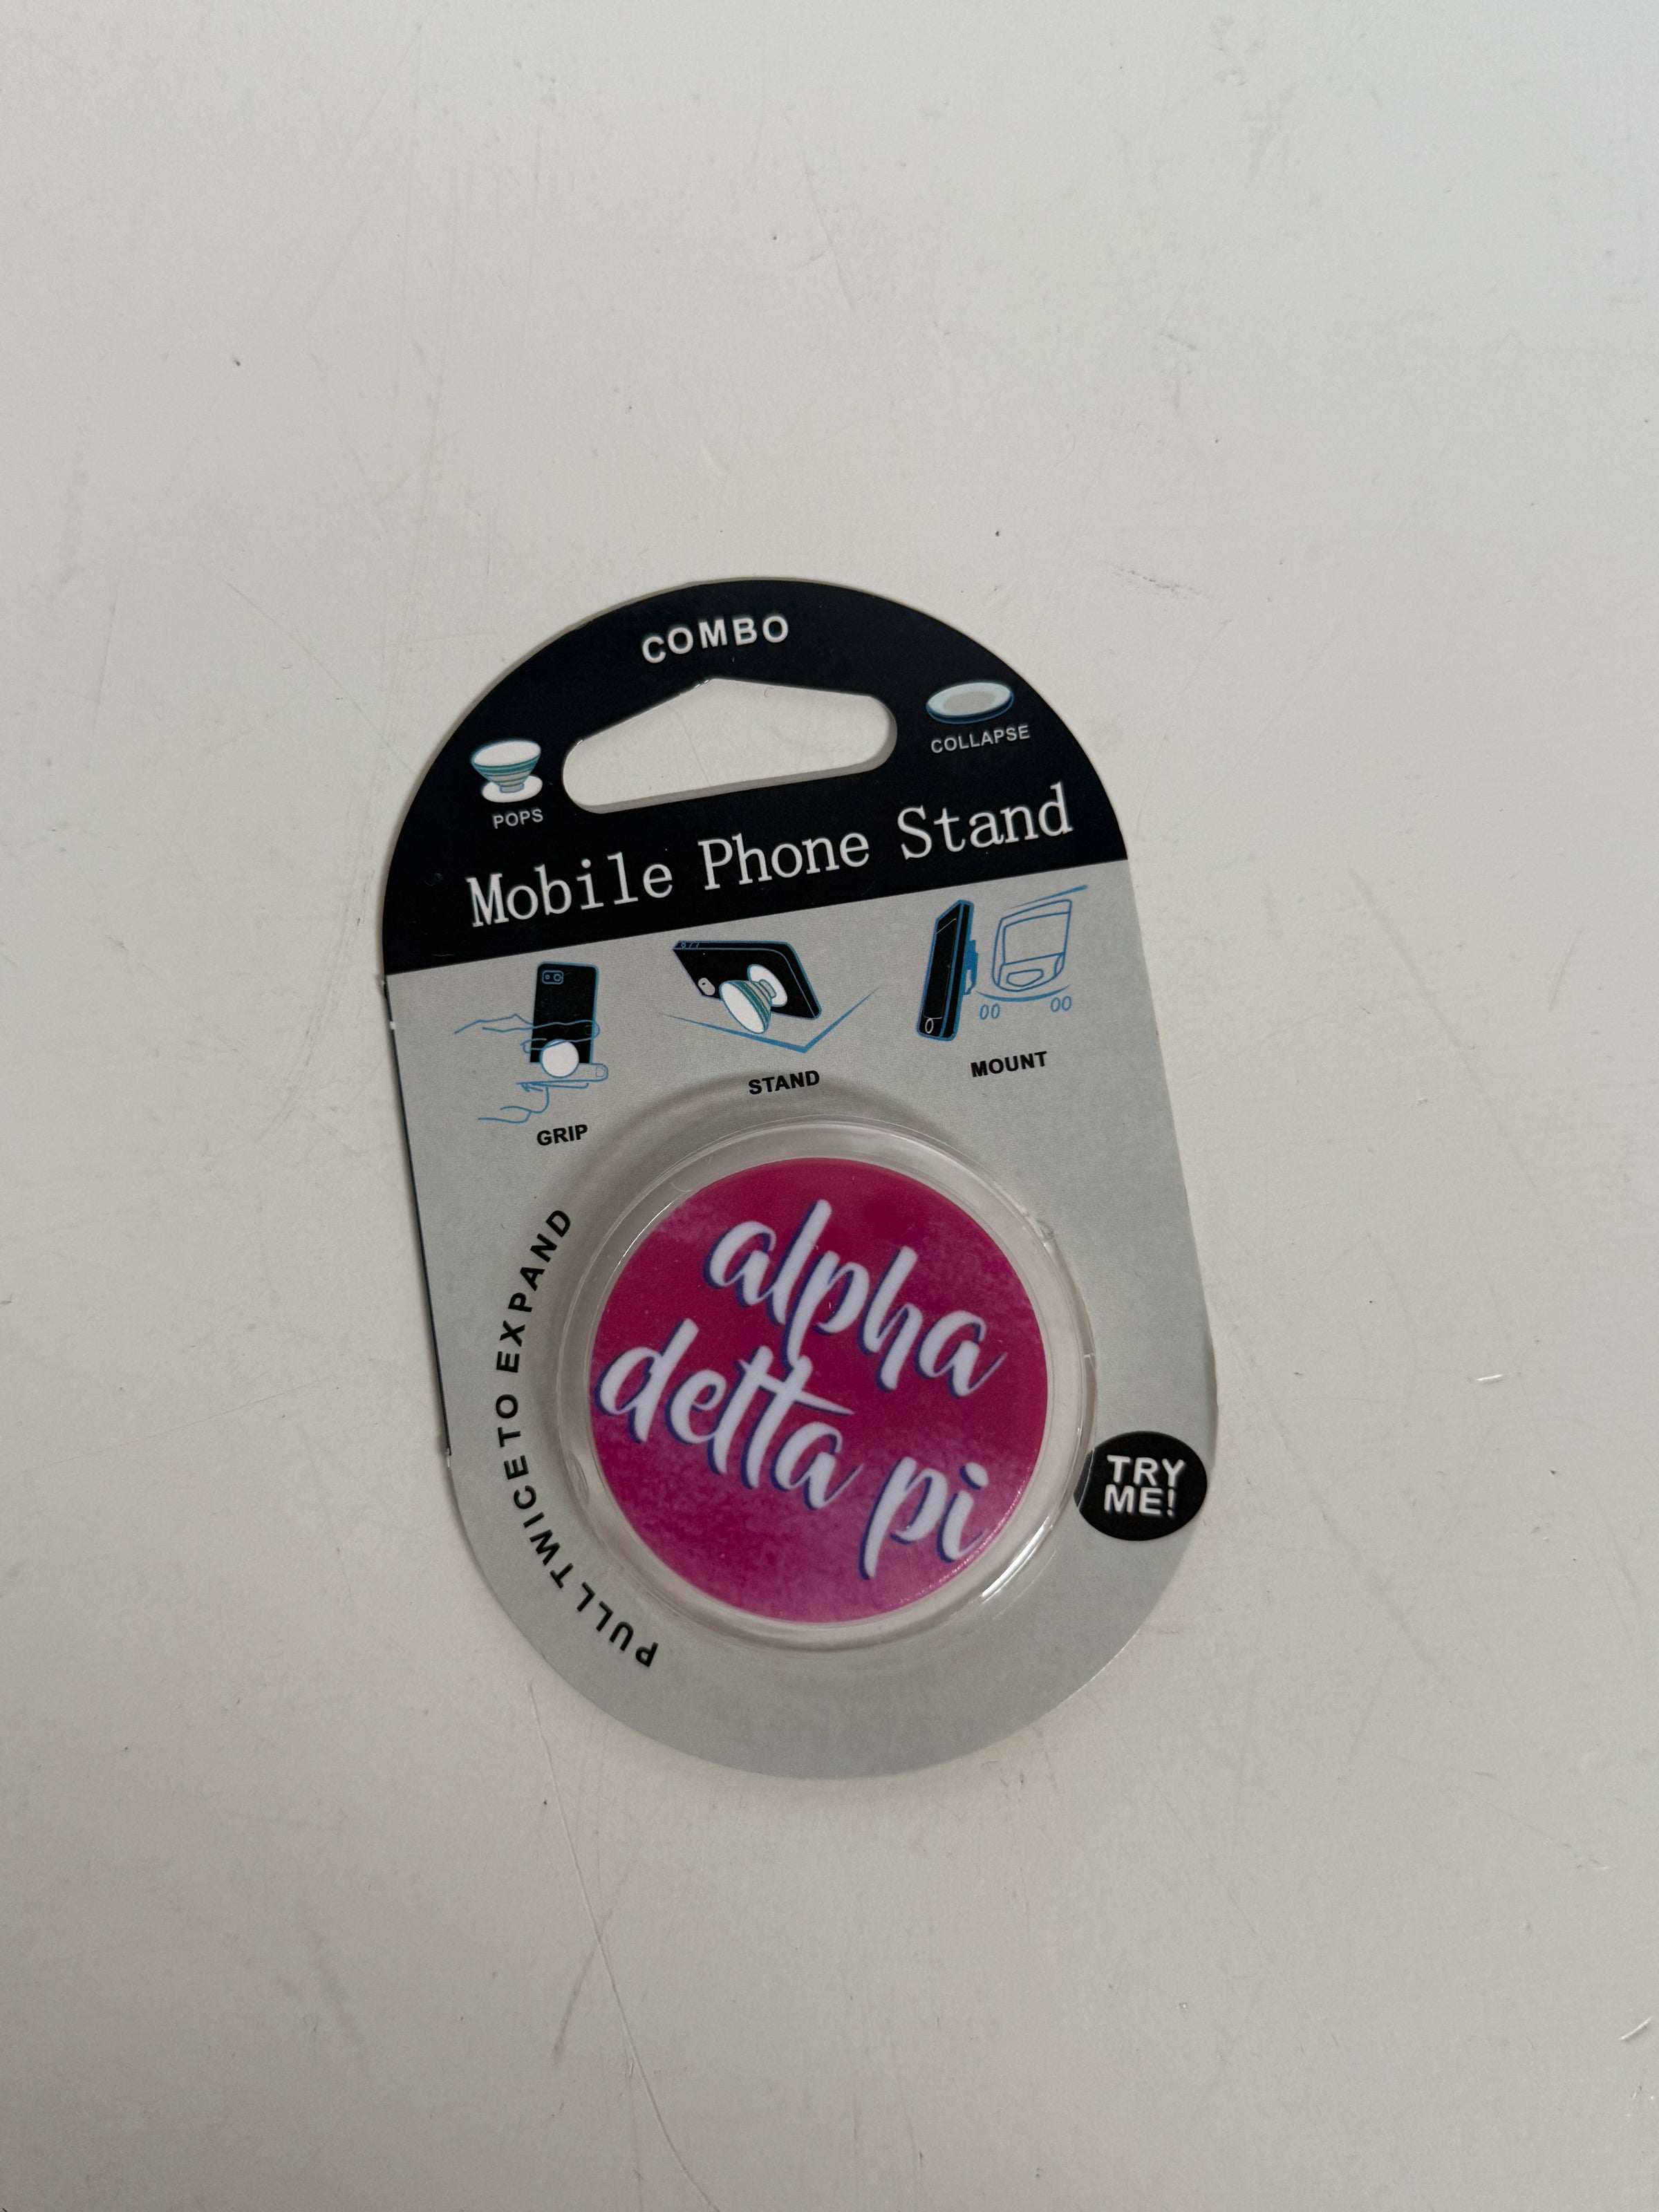 COMBO
POPS
COLLAPSE
Mobile Phone Stand
GRIP
STAND
MOUNT
PULL TWICE TO EXPAND
alpha
delta pi
TRY
ME!